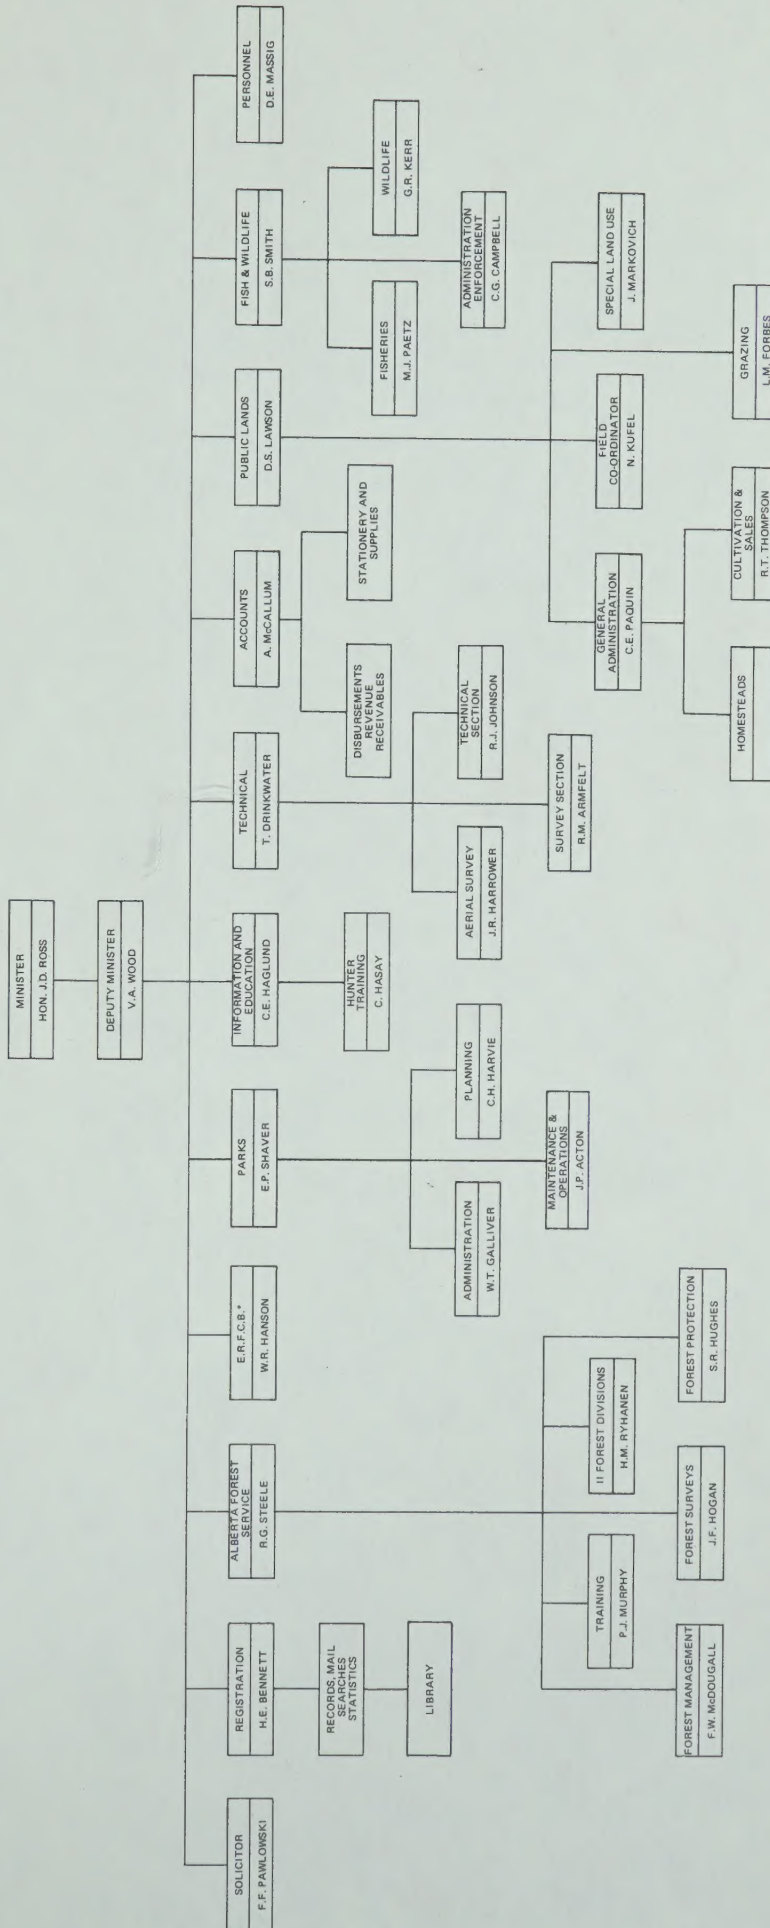 MINISTER
HON. J.D. ROSS
DEPUTY MINISTER
V.A. WOOD
SOLICITOR
F.F. PAWLOWSKI
REGISTRATION
H.E. BENNETT
RECORDS, MAIL
SEARCHES
STATISTICS
LIBRARY
ALBERTA FOREST
SERVICE
R.G. STEELE
FOREST MANAGEMENT
F.W. McDOUGALL
TRAINING
P.J. MURPHY
FOREST SURVEYS
J.F. HOGAN
II FOREST DIVISIONS
H.M. RYHANEN
FOREST PROTECTION
S.R. HUGHES
E.R.F.C.B.*
W.R. HANSON
PARKS
E.P. SHAVER
ADMINISTRATION
W.T. GALLIVER
MAINTENANCE &
OPERATIONS
J.P. ACTON
PLANNING
C.H. HARVIE
INFORMATION AND
EDUCATION
C.E. HAGLUND
HUNTER
TRAINING
C. HASAY
TECHNICAL
T. DRINKWATER
AERIAL SURVEY
J.R. HARROWER
SURVEY SECTION
R.M. ARMFELT
TECHNICAL
SECTION
R.J. JOHNSON
ACCOUNTS
A. McCALLUM
DISBURSEMENTS
REVENUE
RECEIVABLES
STATIONERY AND
SUPPLIES
PUBLIC LANDS
D.S. LAWSON
GENERAL
ADMINISTRATION
C.E. PAQUIN
HOMESTEADS
CULTIVATION &
SALES
R.T. THOMPSON
FIELD
CO-ORDINATOR
N. KUFEL
GRAZING
L.M. FORBES
SPECIAL LAND USE
J. MARKOVICH
FISH & WILDLIFE
S.B. SMITH
FISHERIES
M.J. PAETZ
ADMINISTRATION
ENFORCEMENT
C.G. CAMPBELL
WILDLIFE
G.R. KERR
PERSONNEL
D.E. MASSIG